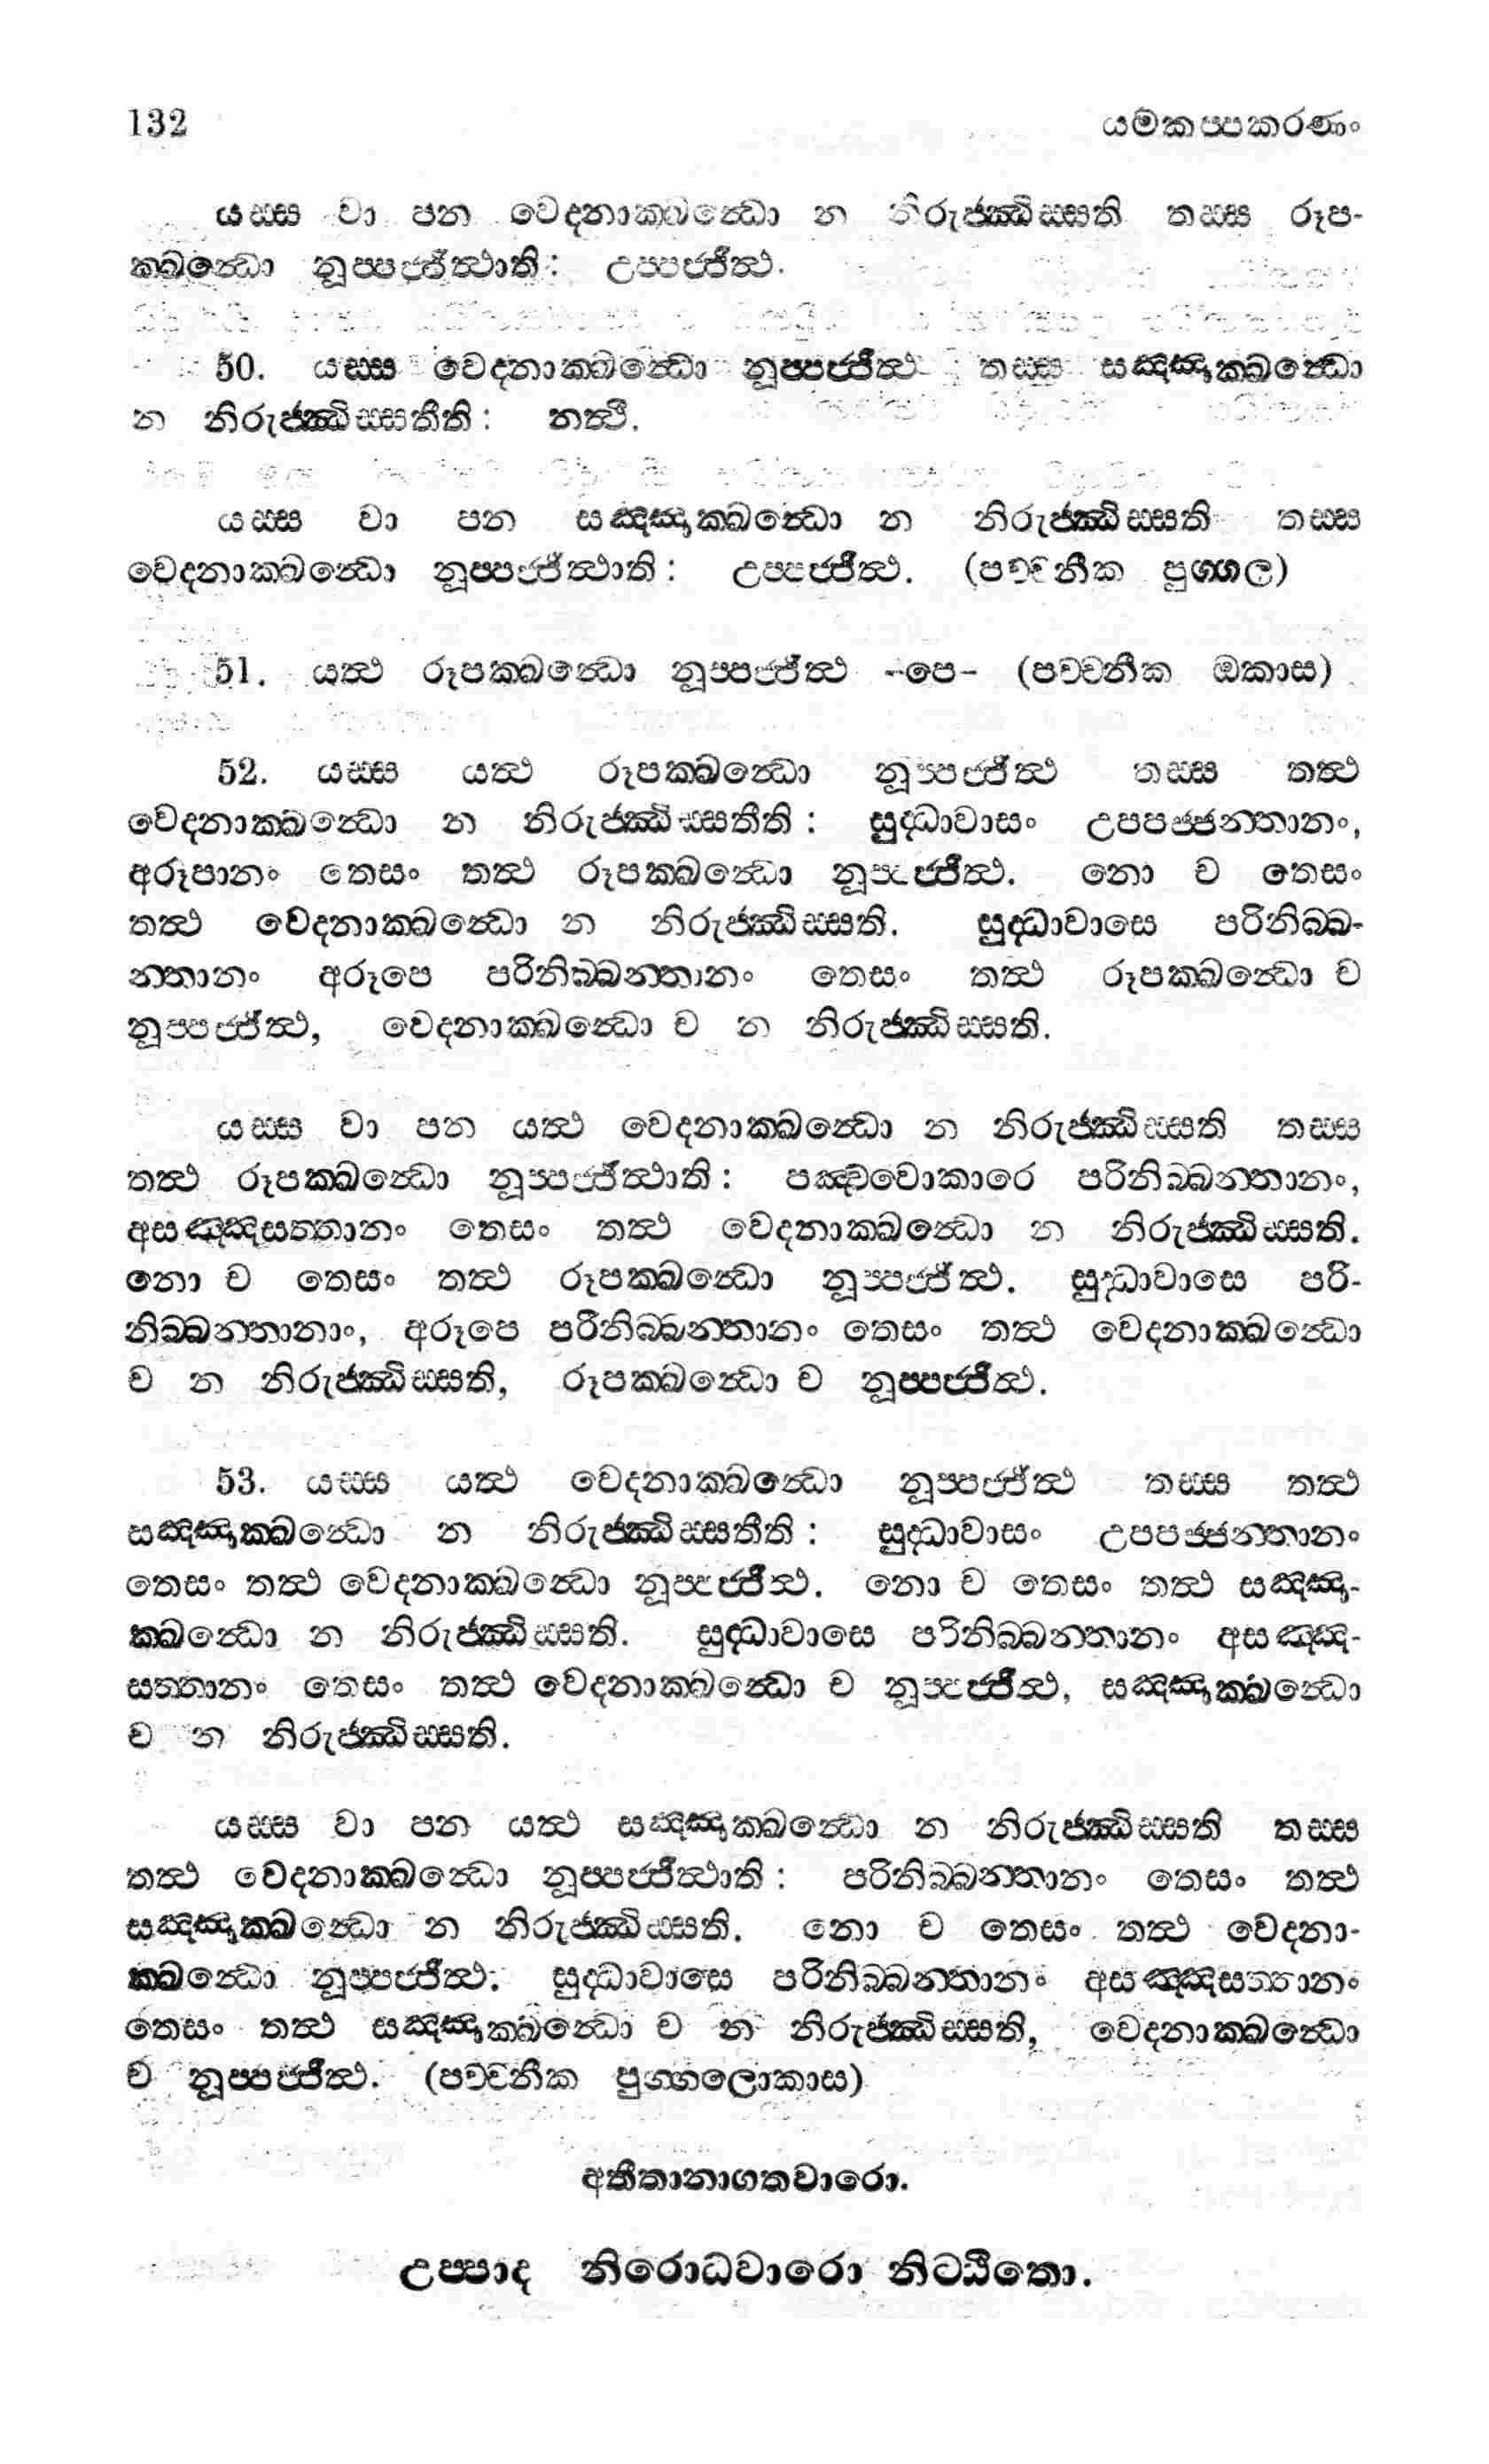 132 යමකප්පකරණං
යස්ස වා පන වෙදනාක්ඛන්ධො න නිරුජ්ඣිස්සති තස්ස රූප-
ක්ඛන්ධො නූප්පජ්ජිත්ථාති: උප්පජ්ජිත්ථ.
50. යස්ස වෙදනාක්ඛන්ධො නූප්පජ්ජිත්ථ තස්ස සඤ්ඤාක්ඛන්ධො
න නිරුජ්ඣිස්සතීති: නත්ථි.
යස්ස වා පන සඤ්ඤාක්ඛන්ධො න නිරුජ්ඣිස්සති තස්ස
වෙදනාක්ඛන්ධො නූප්පජ්ජිත්ථාති: උප්පජ්ජිත්ථ. (පච්චනීක පුග්ගල)
51. යත්ථ රූපක්ඛන්ධො නූප්පජ්ජිත්ථ -පෙ- (පච්චනීක ඔකාස)
52. යස්ස යත්ථ රූපක්ඛන්ධො නූප්පජ්ජිත්ථ තස්ස තත්ථ
වෙදනාක්ඛන්ධො න නිරුජ්ඣිස්සතීති: සුද්ධාවාසං උපපජ්ජන්තානං,
අරූපානං තෙසං තත්ථ රූපක්ඛන්ධො නූප්පජ්ජිත්ථ. නො ච තෙසං
තත්ථ වෙදනාක්ඛන්ධො න නිරුජ්ඣිස්සති. සුද්ධාවාසෙ පරිනිබ්බ-
න්තානං අරූපෙ පරිනිබ්බන්තානං තෙසං තත්ථ රූපක්ඛන්ධො ච
නූප්පජ්ජිත්ථ, වෙදනාක්ඛන්ධො ච න නිරුජ්ඣිස්සති.
යස්ස වා පන යත්ථ වෙදනාක්ඛන්ධො න නිරුජ්ඣිස්සති තස්ස
තත්ථ රූපක්ඛන්ධො නූප්පජ්ජිත්ථාති: පඤ්චවොකාරෙ පරිනිබ්බන්තානං,
අසඤ්ඤසත්තානං තෙසං තත්ථ වෙදනාක්ඛන්ධො න නිරුජ්ඣිස්සති.
නො ච තෙසං තත්ථ රූපක්ඛන්ධො නූප්පජ්ජිත්ථ. සුද්ධාවාසෙ පරි-
නිබ්බන්තානාං, අරූපෙ පරිනිබ්බන්තානං තෙසං තත්ථ වෙදනාක්ඛන්ධො
ච න නිරුජ්ඣිස්සති, රූපක්ඛන්ධො ච නූප්පජ්ජිත්ථ.
53. යස්ස යත්ථ වෙදනාක්ඛන්ධො නූප්පජ්ජිත්ථ තස්ස තත්ථ
සඤ්ඤාක්ඛන්ධො න නිරුජ්ඣිස්සතීති: සුද්ධාවාසං උපපජ්ජන්තානං
තෙසං තත්ථ වෙදනාක්ඛන්ධො නූප්පජ්ජිත්ථ. නො ච තෙසං තත්ථ සඤ්ඤා-
ක්ඛන්ධො න නිරුජ්ඣිස්සති. සුද්ධාවාසෙ පරිනිබ්බන්තානං අසඤ්ඤ-
සත්තානං තෙසං තත්ථ වෙදනාක්ඛන්ධො ච නූප්පජ්ජිත්ථ, සඤ්ඤාක්ඛන්ධො
ච න නිරුජ්ඣිස්සති.
යස්ස වා පන යත්ථ සඤ්ඤාක්ඛන්ධො න නිරුජ්ඣිස්සති තස්ස
තත්ථ වෙදනාක්ඛන්ධො නූප්පජ්ජිත්ථාති: පරිනිබ්බන්තානං තෙසං තත්ථ
සඤ්ඤාක්ඛන්ධො න නිරුජ්ඣිස්සති. නො ච තෙසං තත්ථ වෙදනා-
ක්ඛන්ධො නූප්පජ්ජිත්ථ. සුද්ධාවාසෙ පරිනිබ්බන්තානං අසඤ්ඤසත්තානං
තෙසං තත්ථ සඤ්ඤාක්ඛන්ධො ච න නිරුජ්ඣිස්සති, වෙදනාක්ඛන්ධො
ච නූප්පජ්ජිත්ථ. (පච්චනීක පුග්ගලොකාස)
අතීතානාගතවාරො.
උප්පාද නිරොධවාරො නිට්ඨිතො.